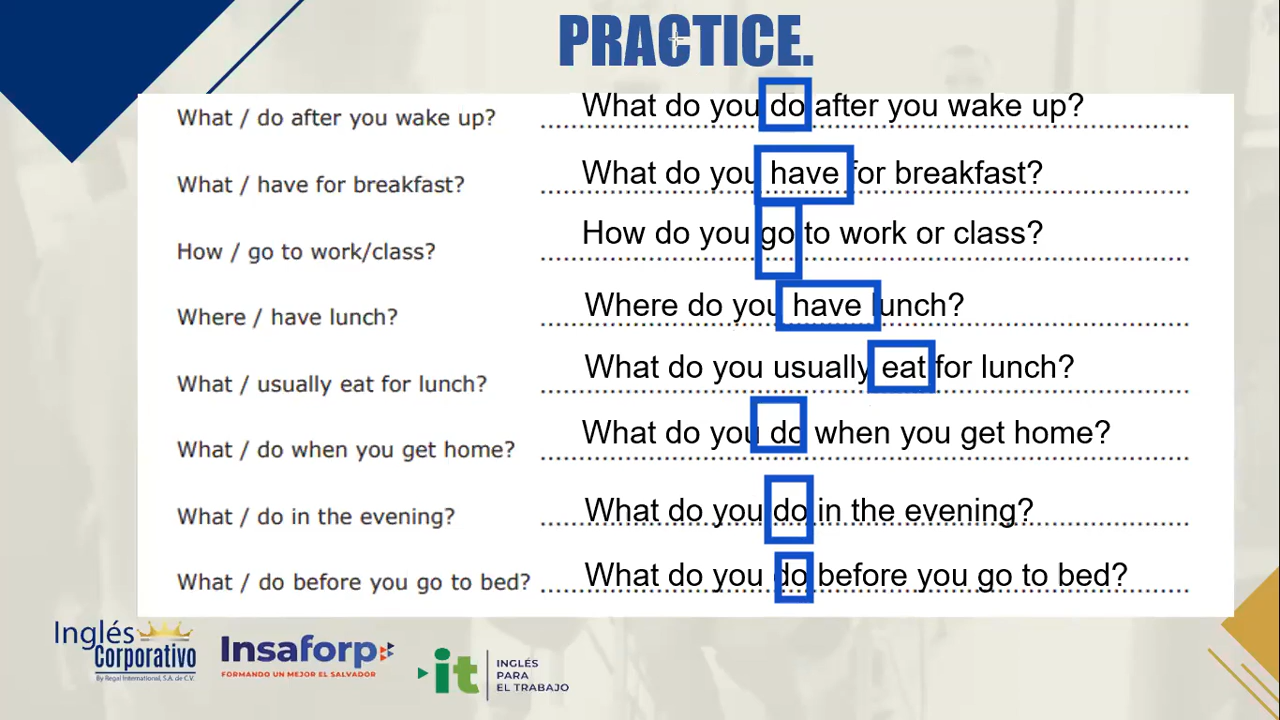 PRACTICE.
What / do after you wake up? What do you do after you wake up?
What / have for breakfast? What do you have for breakfast?
How / go to work/class? How do you go to work or class?
Where / have lunch? Where do you have lunch?
What / usually eat for lunch? What do you usually eat for lunch?
What / do when you get home? What do you do when you get home?
What / do in the evening? What do you do in the evening?
What / do before you go to bed? What do you do before you go to bed?
Inglés
Corporativo
By Regal International, S.A. de C.V.
Insaforp
FORMANDO UN MEJOR EL SALVADOR
it
INGLÉS
PARA
EL TRABAJO